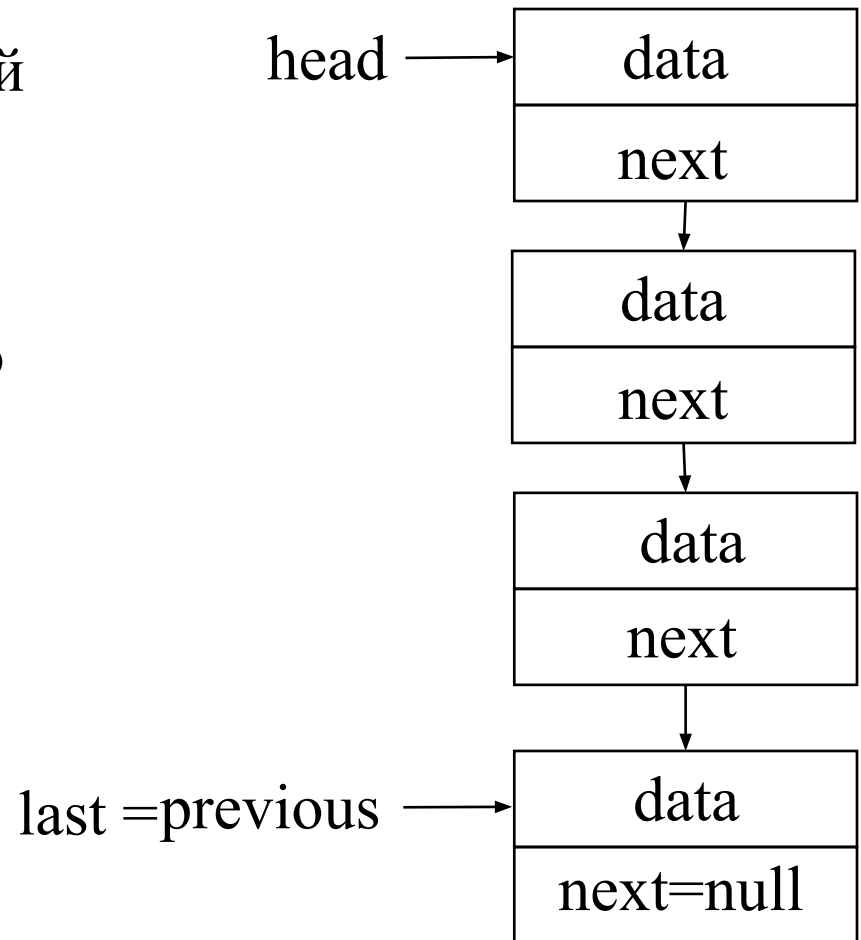 й
head
data
next
data
next
data
next
last =previous
data
next=null